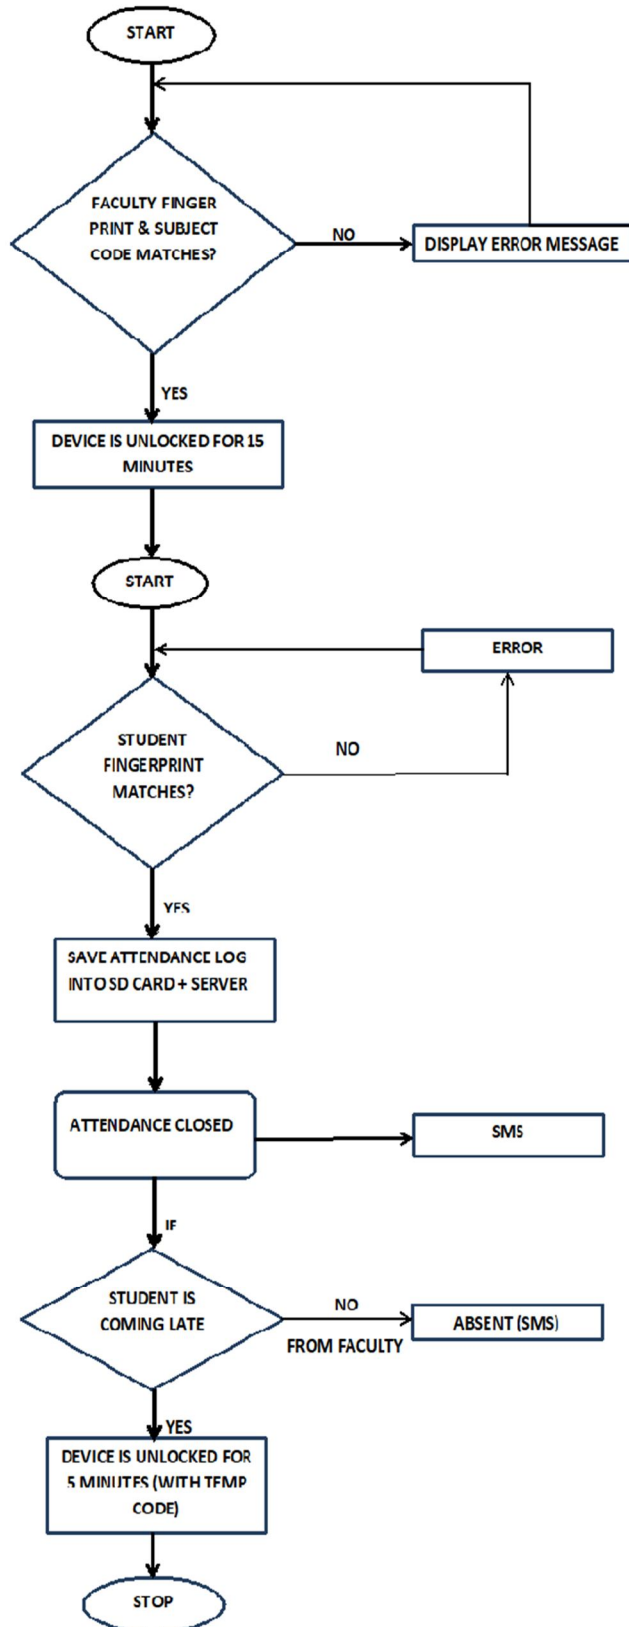 START
FACULTY FINGER
PRINT & SUBJECT
CODE MATCHES?
NO
DISPLAY ERROR MESSAGE
YES
DEVICE IS UNLOCKED FOR 15
MINUTES
START
ERROR
STUDENT
FINGERPRINT
MATCHES?
NO
YES
SAVE ATTENDANCE LOG
INTO SD CARD + SERVER
ATTENDANCE CLOSED
SMS
IF
STUDENT IS
COMING LATE
NO
FROM FACULTY
ABSENT (SMS)
YES
DEVICE IS UNLOCKED FOR
5 MINUTES (WITH TEMP
CODE)
STOP